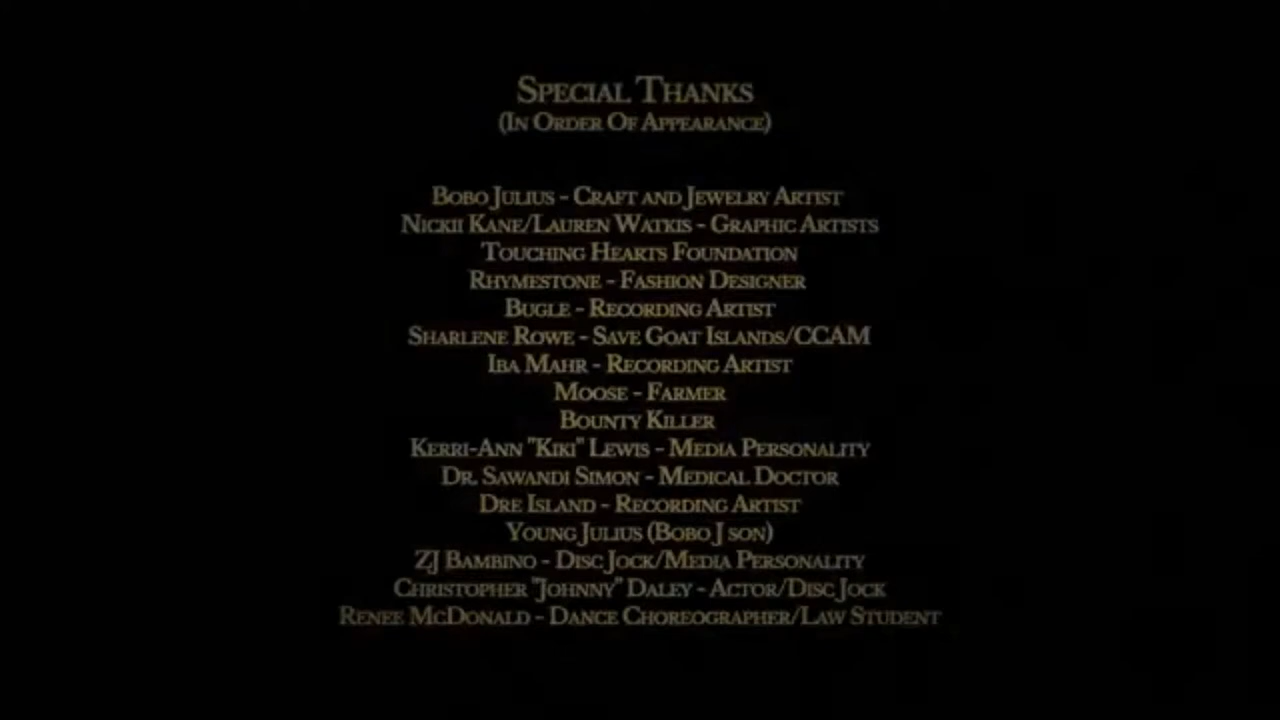 Special Thanks
(In Order Of Appearance)
Bobo Julius - Craft and Jewelry Artist
Nickii Kane/Lauren Watkis - Graphic Artists
Touching Hearts Foundation
Rhymestone - Fashion Designer
Bugle - Recording Artist
Sharlene Rowe - Save Goat Islands/CCAM
Iba Mahr - Recording Artist
Moose - Farmer
Bounty Killer
Kerri-Ann "Kiki" Lewis - Media Personality
Dr. Sawandi Simon - Medical Doctor
Dre Island - Recording Artist
Young Julius (Bobo J son)
ZJ Bambino - Disc Jock/Media Personality
Christopher "Johnny" Daley - Actor/Disc Jock
Renee McDonald - Dance Choreographer/Law Student